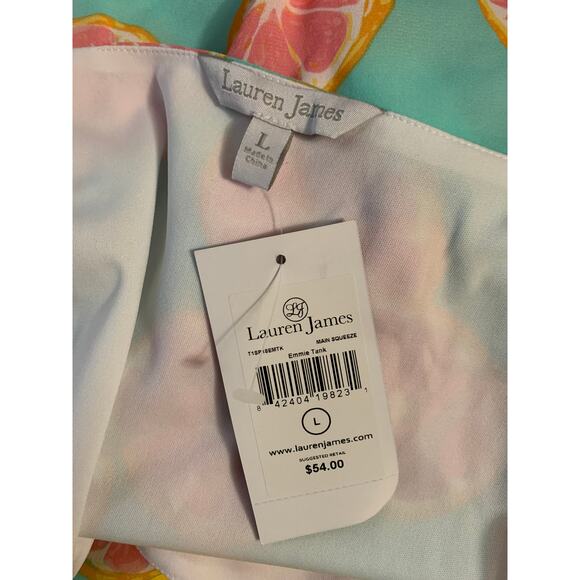 Lauren James
L
Made in
China
LJ
Lauren James
T1SP18EMTK MAIN SQUEEZE
Emmie Tank
8 42404 19823 1
L
www.laurenjames.com
SUGGESTED RETAIL
$54.00